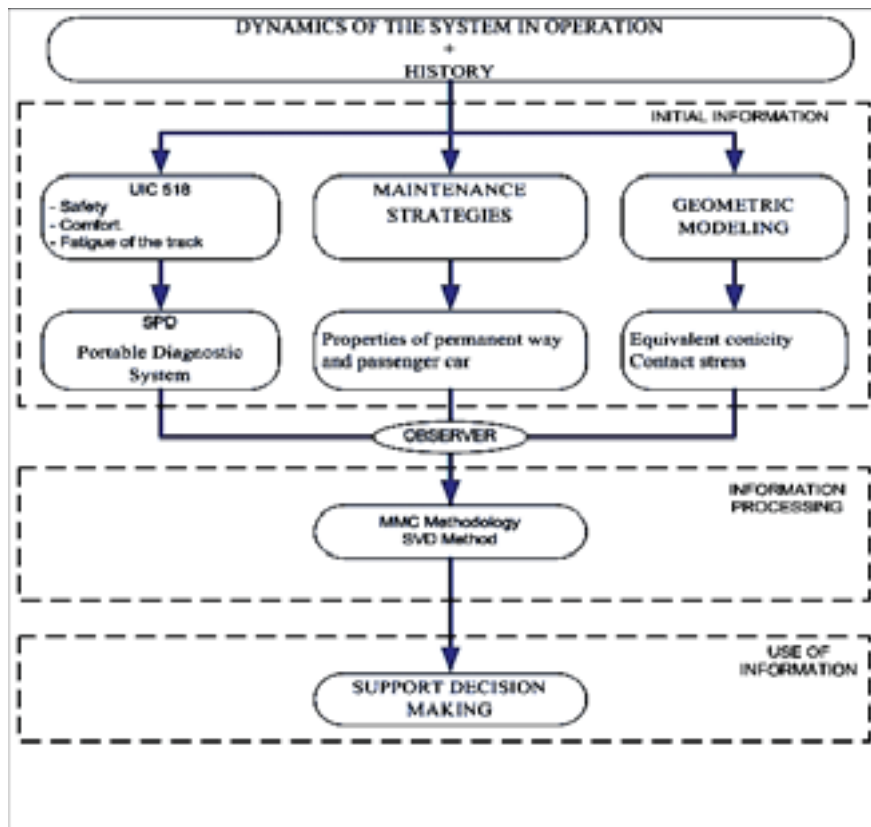 DYNAMICS OF THE SYSTEM IN OPERATION
+
HISTORY
INITIAL INFORMATION
UIC 518
- Safety
- Comfort.
- Fatigue of the track
MAINTENANCE
STRATEGIES
GEOMETRIC
MODELING
SPD
Portable Diagnostic
System
Properties of permanent way
and passenger car
Equivalent conicity
Contact stress
OBSERVER
INFORMATION
PROCESSING
MMC Methodology
SVD Method
USE OF
INFORMATION
SUPPORT DECISION
MAKING